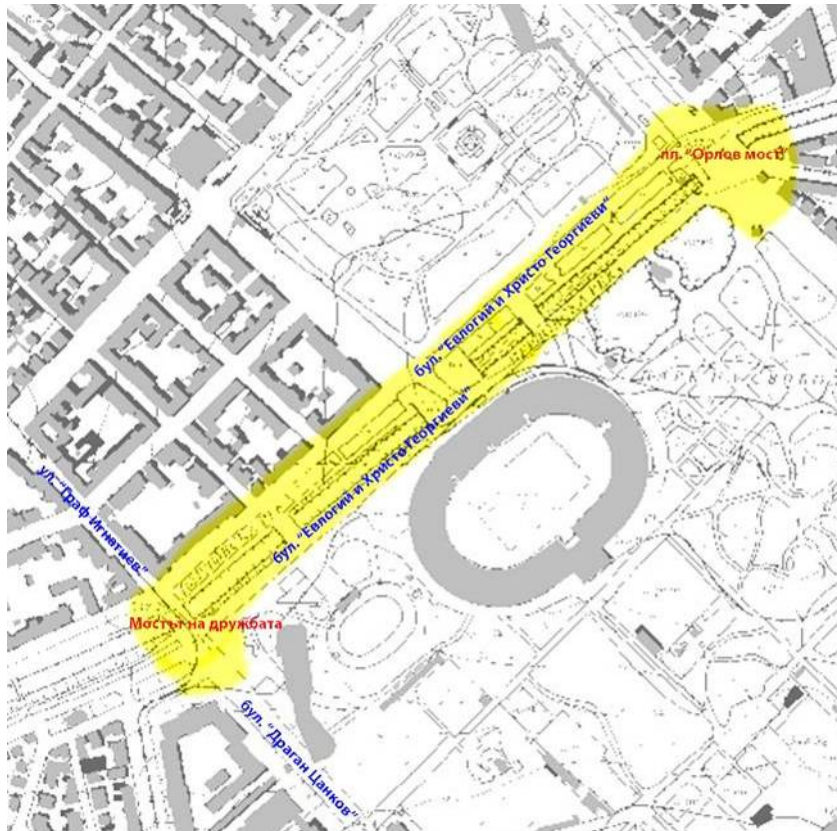 пл. "Орлов мост"
бул. "Евлогий и Христо Георгиеви"
бул. "Евлогий и Христо Георгиеви"
ул. "Граф Игнатиев"
Мостът на дружбата
бул. "Драган Цанков"